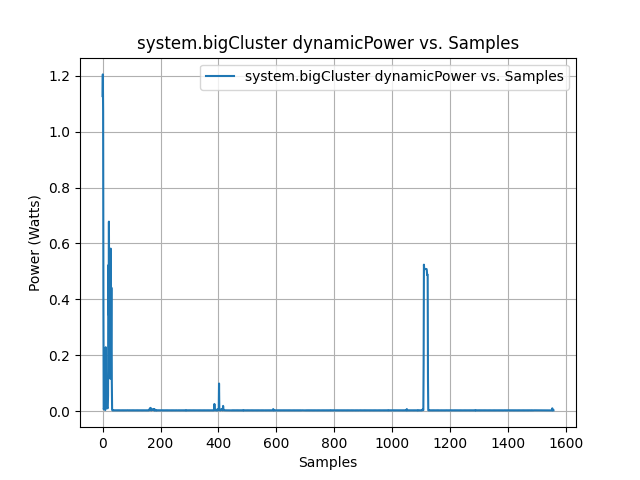 system.bigCluster dynamicPower vs. Samples
system.bigCluster dynamicPower vs. Samples
Power (Watts)
1.2
1.0
0.8
0.6
0.4
0.2
0.0
0 200 400 600 800 1000 1200 1400 1600
Samples